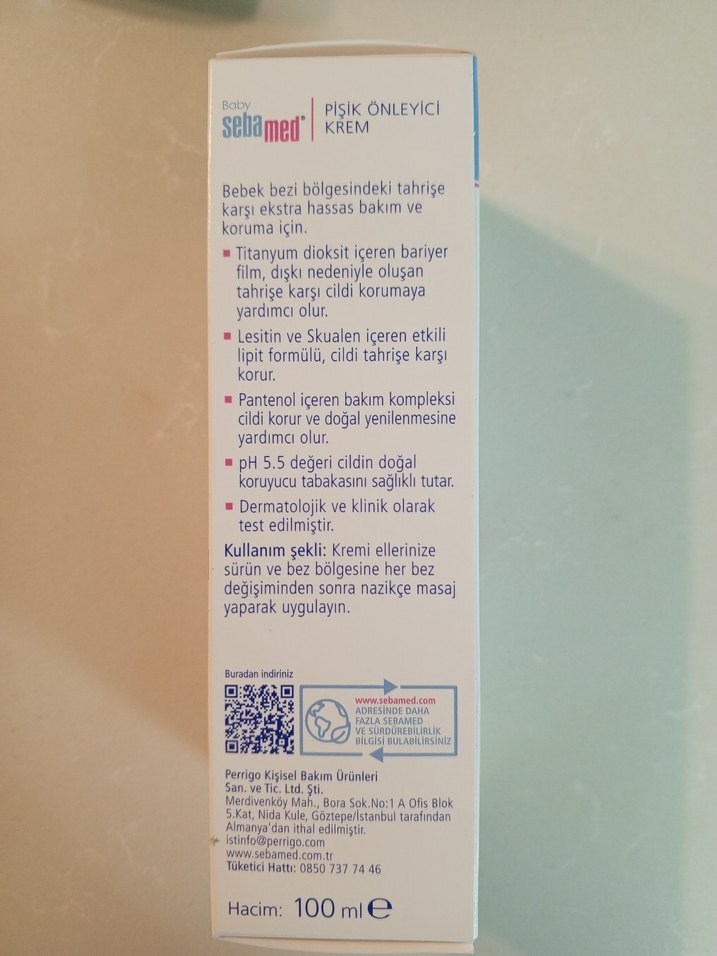 Baby
sebamed®
PİŞİK ÖNLEYİCİ
KREM
Bebek bezi bölgesindeki tahrişe
karşı ekstra hassas bakım ve
koruma için.
▪ Titanyum dioksit içeren bariyer
film, dışkı nedeniyle oluşan
tahrişe karşı cildi korumaya
yardımcı olur.
▪ Lesitin ve Skualen içeren etkili
lipit formülü, cildi tahrişe karşı
korur.
▪ Pantenol içeren bakım kompleksi
cildi korur ve doğal yenilenmesine
yardımcı olur.
▪ pH 5.5 değeri cildin doğal
koruyucu tabakasını sağlıklı tutar.
▪ Dermatolojik ve klinik olarak
test edilmiştir.
Kullanım şekli: Kremi ellerinize
sürün ve bez bölgesine her bez
değişiminden sonra nazikçe masaj
yaparak uygulayın.
Buradan indiriniz
www.sebamed.com
ADRESİNDE DAHA
FAZLA SEBAMED
VE SÜRDÜREBİLİRLİK
BİLGİSİ BULABİLİRSİNİZ
Perrigo Kişisel Bakım Ürünleri
San. ve Tic. Ltd. Şti.
Merdivenköy Mah., Bora Sok.No:1 A Ofis Blok
5.Kat, Nida Kule, Göztepe/İstanbul tarafından
Almanya'dan ithal edilmiştir.
istinfo@perrigo.com
www.sebamed.com.tr
Tüketici Hattı: 0850 737 74 46
Hacim: 100 ml ℮